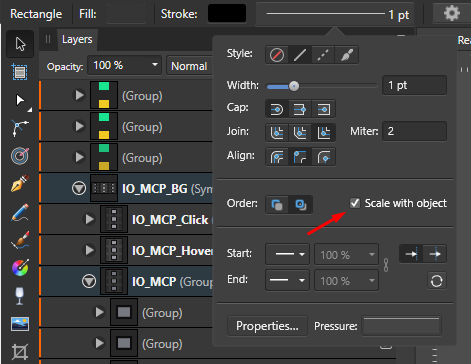 Rectangle Fill: Stroke: 1 pt
Layers
Opacity: 100 % Normal
(Group)
(Group)
(Group)
IO_MCP_BG (Sym
IO_MCP_Click (
IO_MCP_Hover
IO_MCP (Group
(Group)
(Group)
Rea
Style:
Width: 1 pt
Cap:
Join: Miter: 2
Align:
Order: Scale with object
Start: 100 %
End: 100 %
Properties... Pressure: